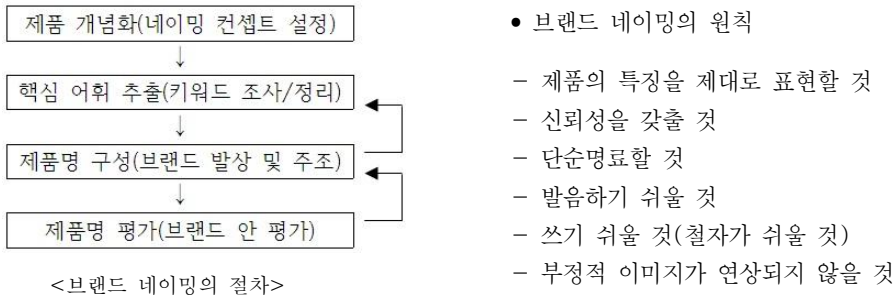 제품 개념화(네이밍 컨셉트 설정)
↓
핵심 어휘 추출(키워드 조사/정리)
↓
제품명 구성(브랜드 발상 및 주조)
↓
제품명 평가(브랜드 안 평가)
<브랜드 네이밍의 절차>
• 브랜드 네이밍의 원칙
- 제품의 특징을 제대로 표현할 것
- 신뢰성을 갖출 것
- 단순명료할 것
- 발음하기 쉬울 것
- 쓰기 쉬울 것(철자가 쉬울 것)
- 부정적 이미지가 연상되지 않을 것